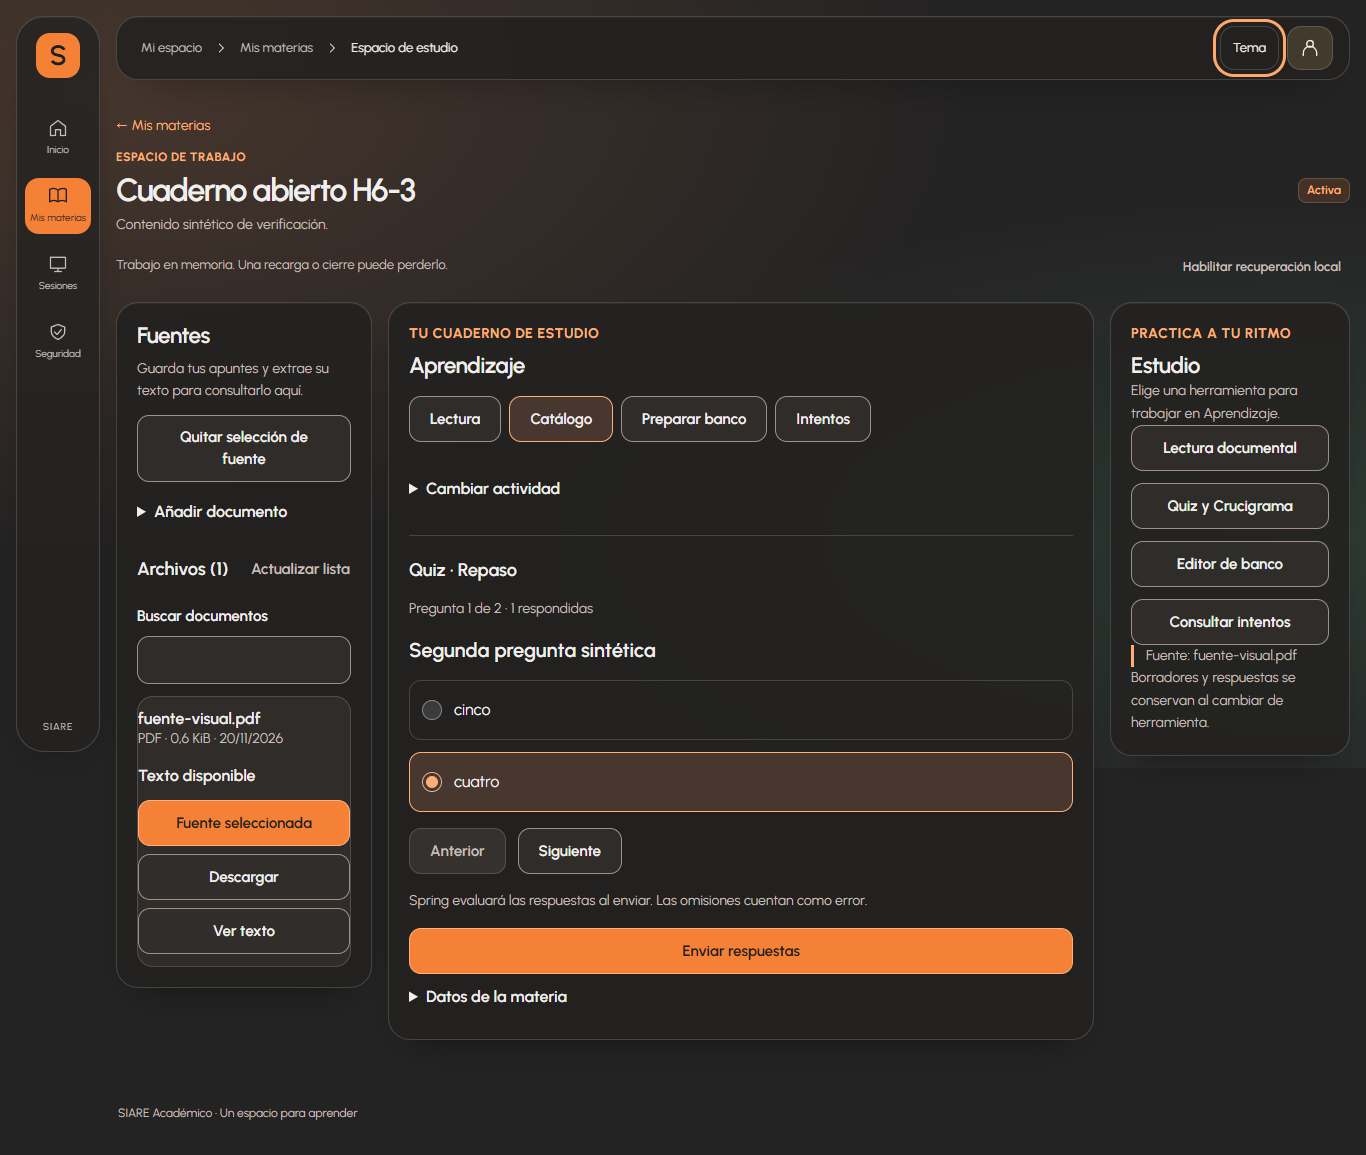 S
Inicio
Mis materias
Sesiones
Seguridad
SIARE
Mi espacio
Mis materias
Espacio de estudio
Tema
← Mis materias
ESPACIO DE TRABAJO
Cuaderno abierto H6-3
Activa
Contenido sintético de verificación.
Trabajo en memoria. Una recarga o cierre puede perderlo.
Habilitar recuperación local
Fuentes
Guarda tus apuntes y extrae su
texto para consultarlo aquí.
Quitar selección de
fuente
Añadir documento
Archivos (1)
Actualizar lista
Buscar documentos
fuente-visual.pdf
PDF · 0,6 KiB · 20/11/2026
Texto disponible
Fuente seleccionada
Descargar
Ver texto
TU CUADERNO DE ESTUDIO
Aprendizaje
Lectura
Catálogo
Preparar banco
Intentos
Cambiar actividad
Quiz · Repaso
Pregunta 1 de 2 · 1 respondidas
Segunda pregunta sintética
cinco
cuatro
Anterior
Siguiente
Spring evaluará las respuestas al enviar. Las omisiones cuentan como error.
Enviar respuestas
Datos de la materia
PRACTICA A TU RITMO
Estudio
Elige una herramienta para
trabajar en Aprendizaje.
Lectura documental
Quiz y Crucigrama
Editor de banco
Consultar intentos
Fuente: fuente-visual.pdf
Borradores y respuestas se
conservan al cambiar de
herramienta.
SIARE Académico · Un espacio para aprender